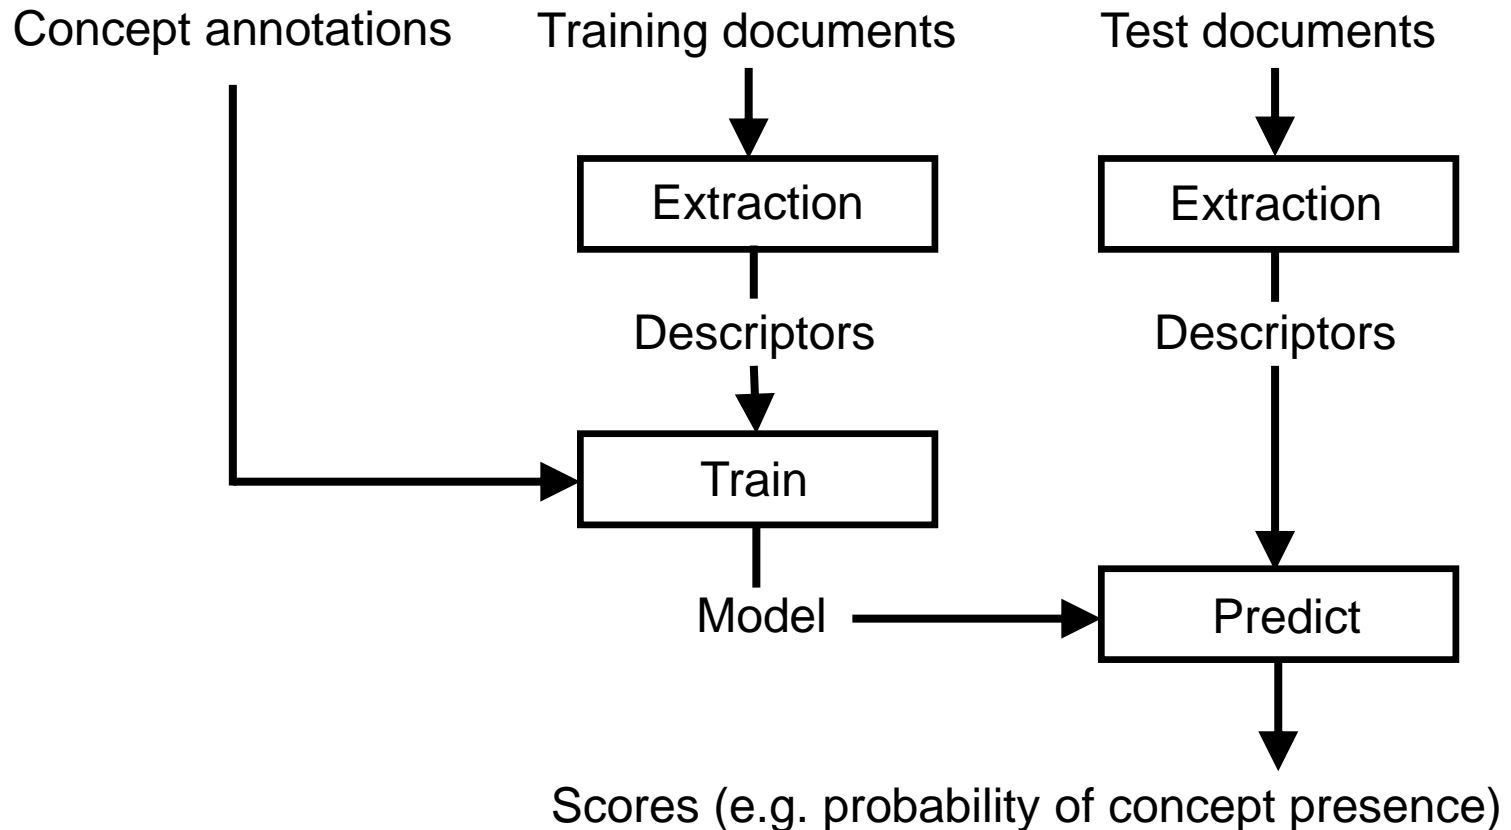 Concept annotations
Training documents
Test documents
Extraction
Extraction
Descriptors
Descriptors
Train
Model
Predict
Scores (e.g. probability of concept presence)